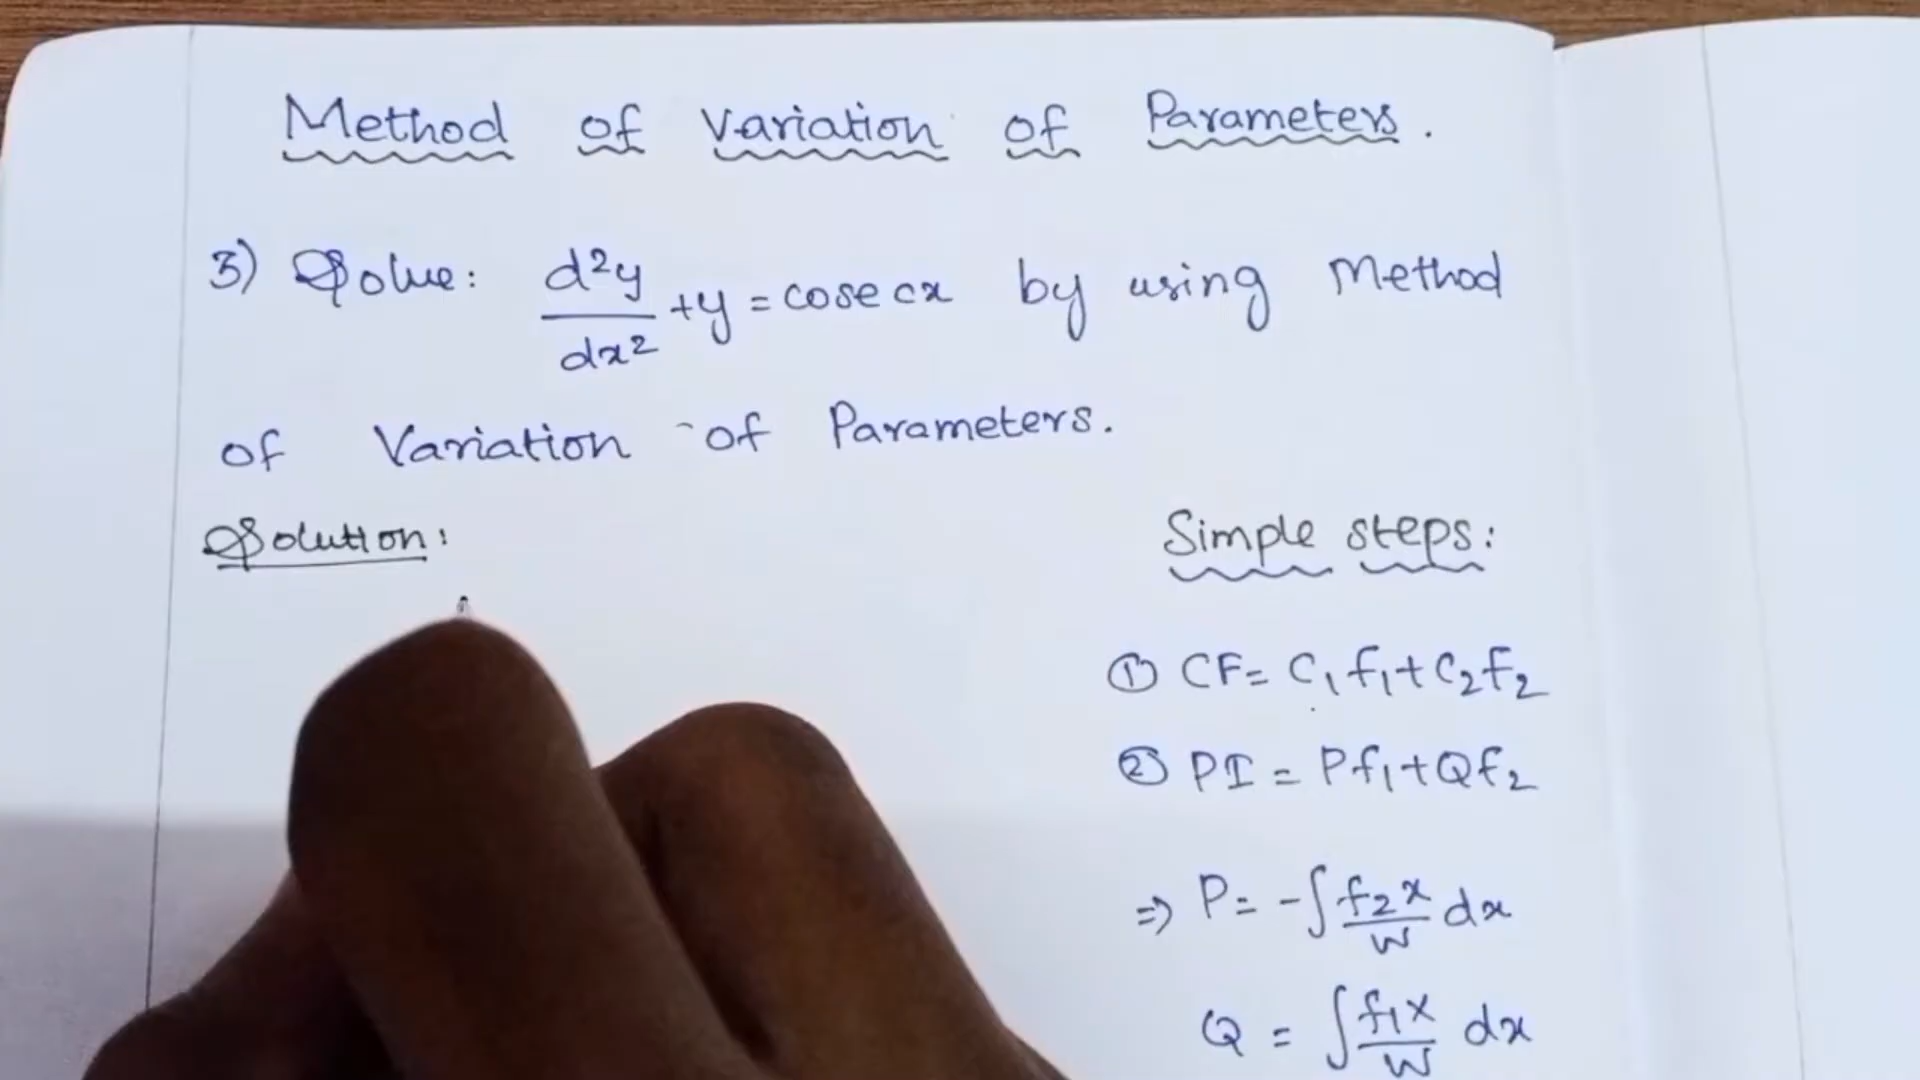 Method of Variation of Parameters.
3) Solve: d²y/dx² + y = cosecx by using Method
of Variation of Parameters.
Solution:
Simple steps:
① CF = C₁f₁+C₂f₂
② PI = Pf₁+Qf₂
⇒ P = -∫ f₂x/W dx
Q = ∫ f₁x/W dx